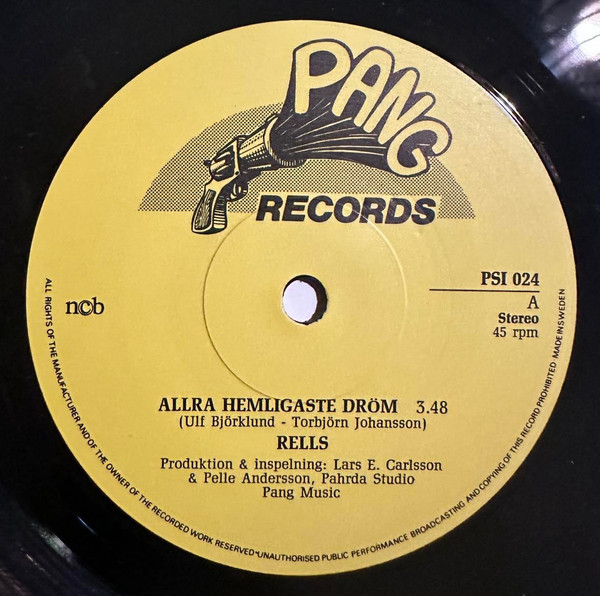 PANG
RECORDS
PSI 024
A
Stereo
45 rpm
ncb
ALLRA HEMLIGASTE DRÖM 3.48
(Ulf Björklund - Torbjörn Johansson)
RELLS
Produktion & inspelning: Lars E. Carlsson
& Pelle Andersson, Pahrda Studio
Pang Music
ALL RIGHTS OF THE MANUFACTURER AND OF THE OWNER OF THE RECORDED WORK RESERVED·UNAUTHORISED PUBLIC PERFORMANCE BROADCASTING AND COPYING OF THIS RECORD PROHIBITED MADE IN SWEDEN